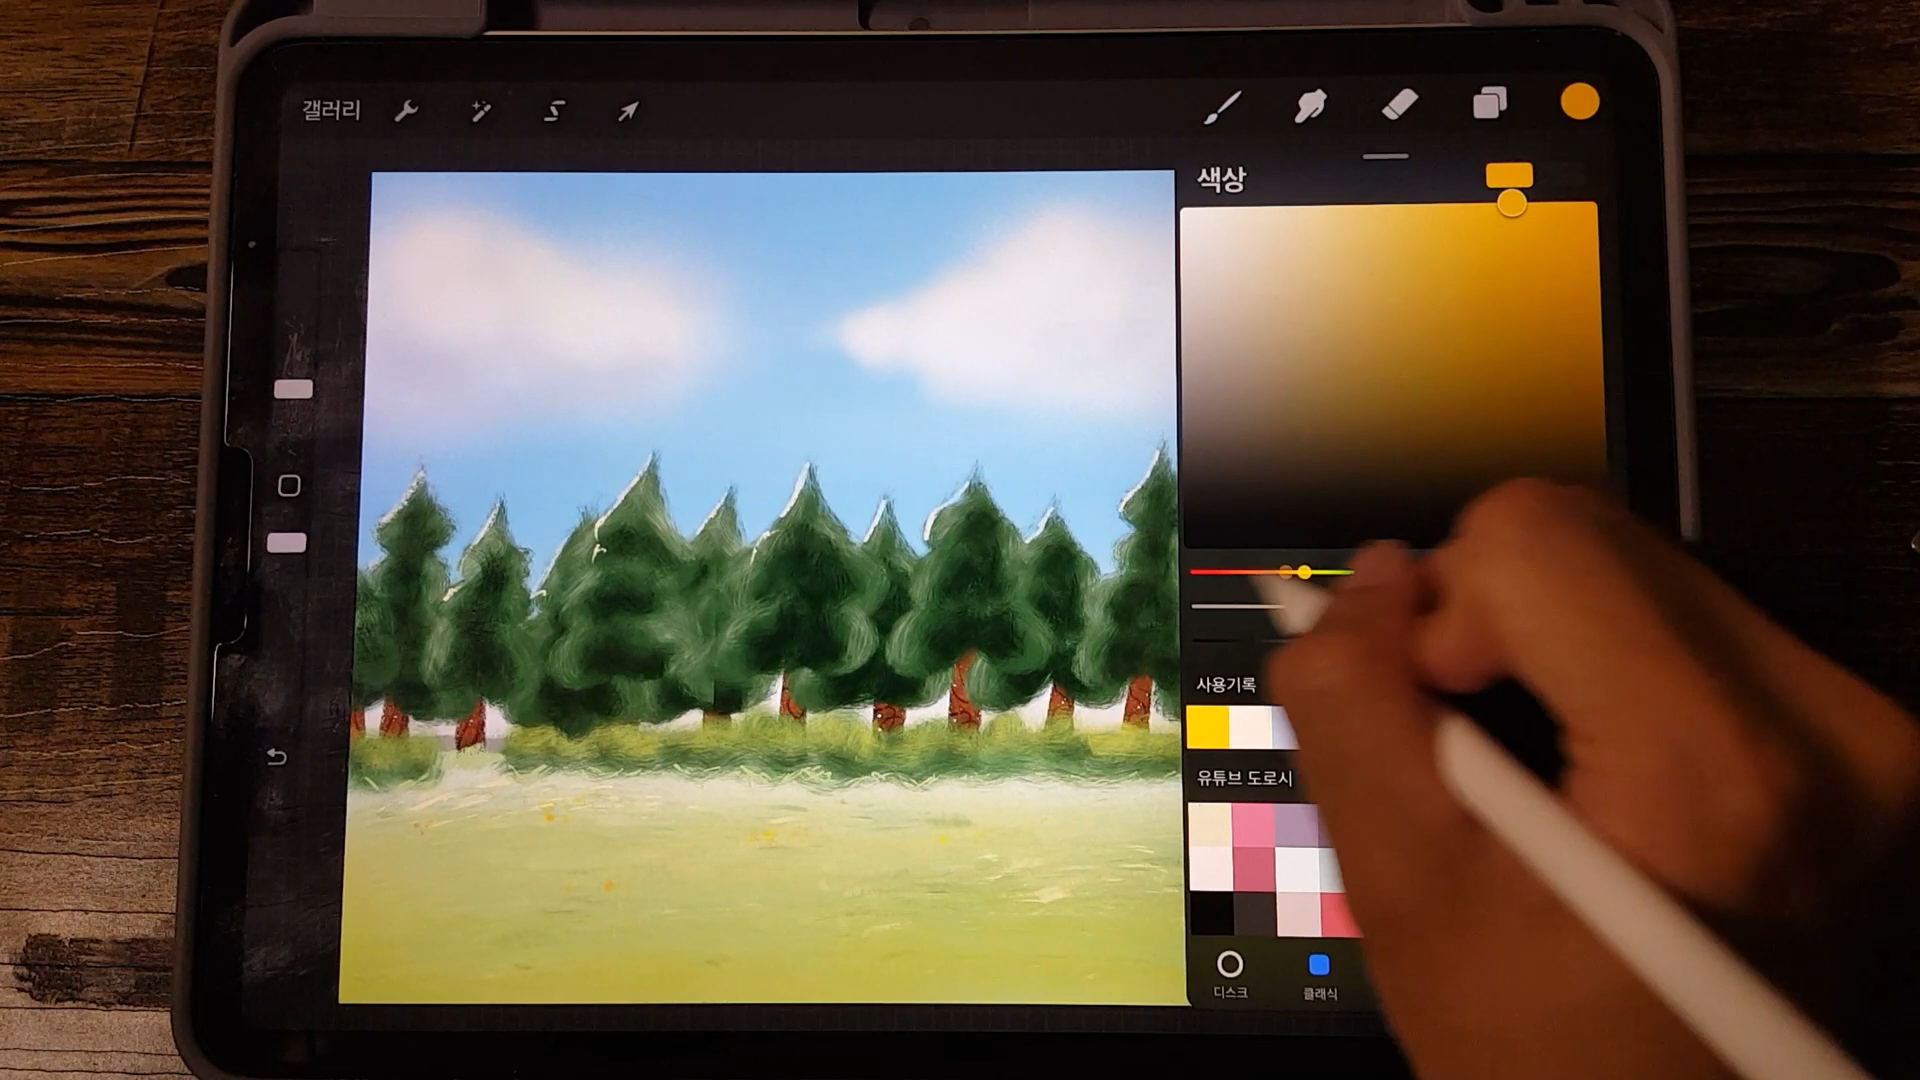 갤러리
색상
사용기록
유튜브 도로시
디스크
클래식